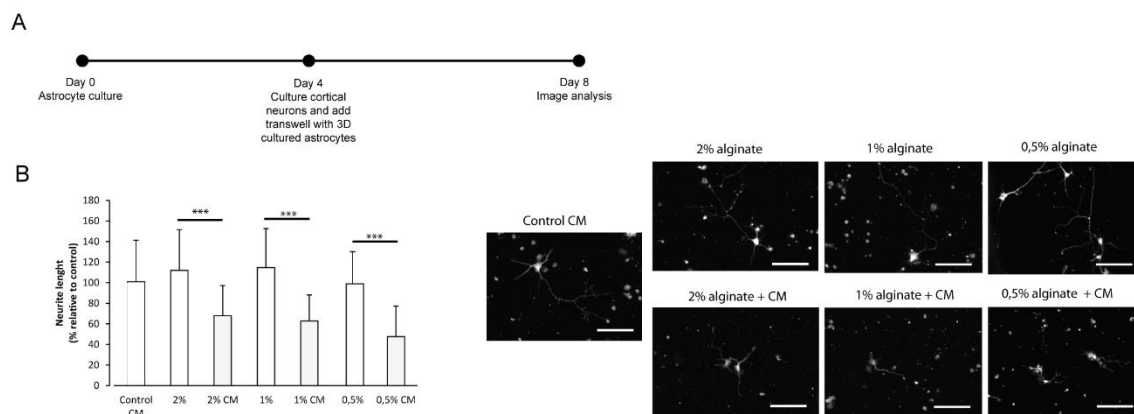 A
Day 0
Astrocyte culture
Day 4
Culture cortical
neurons and add
transwell with 3D
cultured astrocytes
Day 8
Image analysis
B
Neurite lenght
(% relative to control)
180
160
140
120
100
80
60
40
20
0
***
***
***
Control
CM
2%
2% CM
1%
1% CM
0,5%
0,5% CM
Control CM
2% alginate
1% alginate
0,5% alginate
2% alginate + CM
1% alginate + CM
0,5% alginate + CM